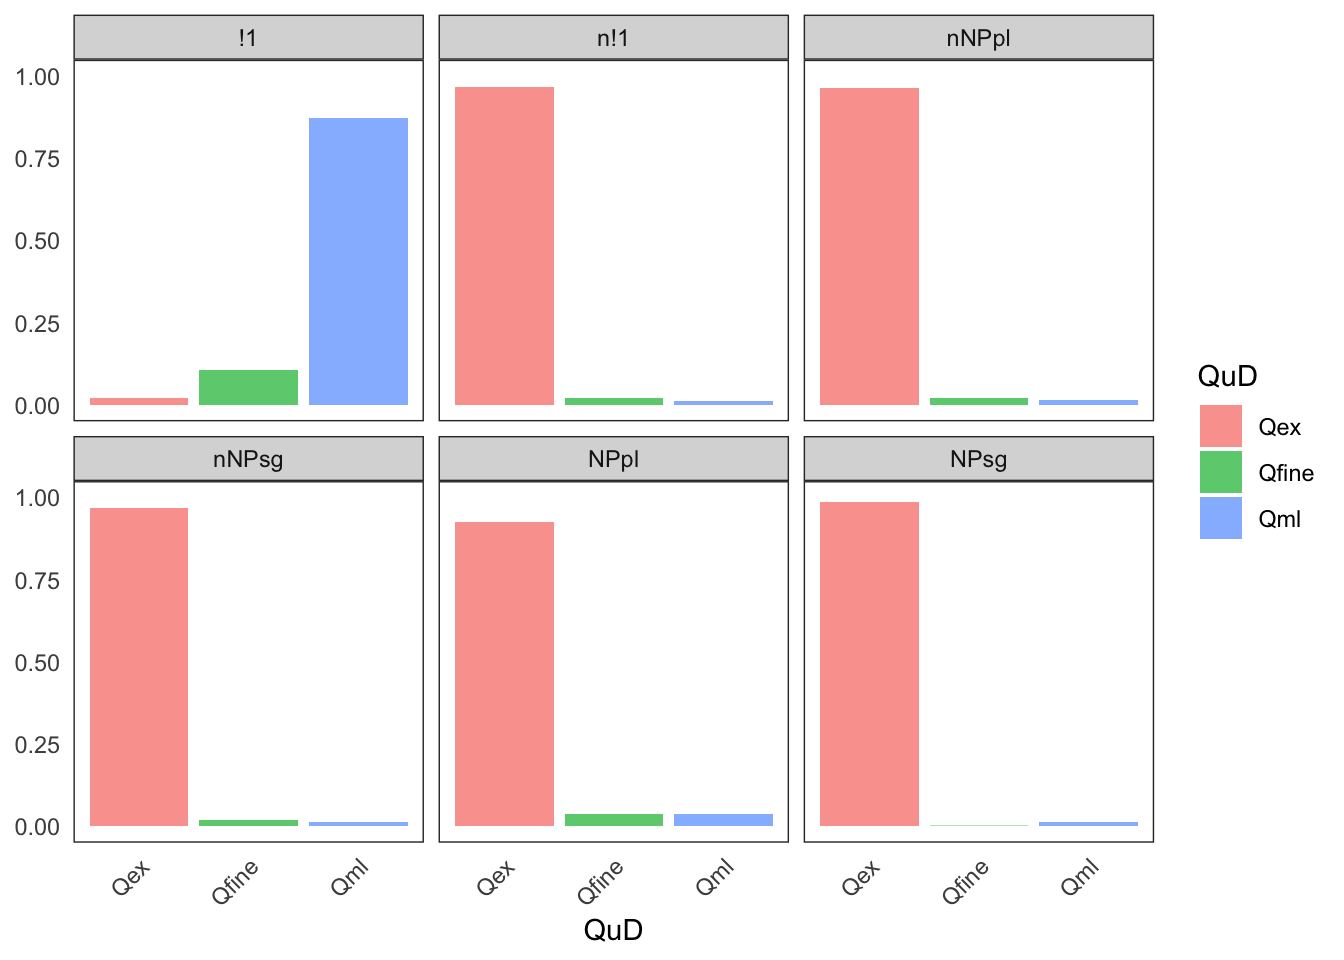 !1 n!1 nNPpl
1.00
0.75
0.50
0.25
0.00
nNPsg NPpl NPsg
1.00
0.75
0.50
0.25
0.00
Qex Qfine Qml Qex Qfine Qml Qex Qfine Qml
QuD
QuD
Qex
Qfine
Qml